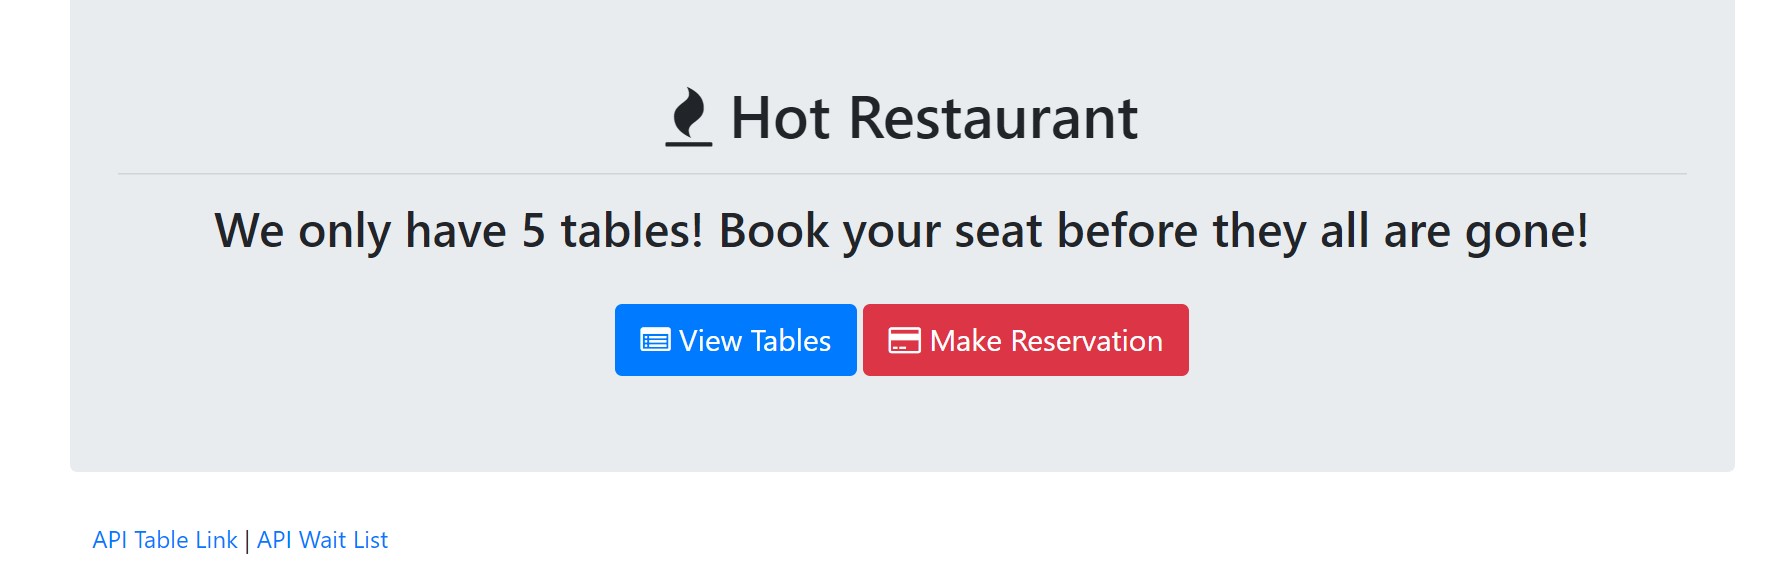 Hot Restaurant
We only have 5 tables! Book your seat before they all are gone!
View Tables Make Reservation
API Table Link | API Wait List